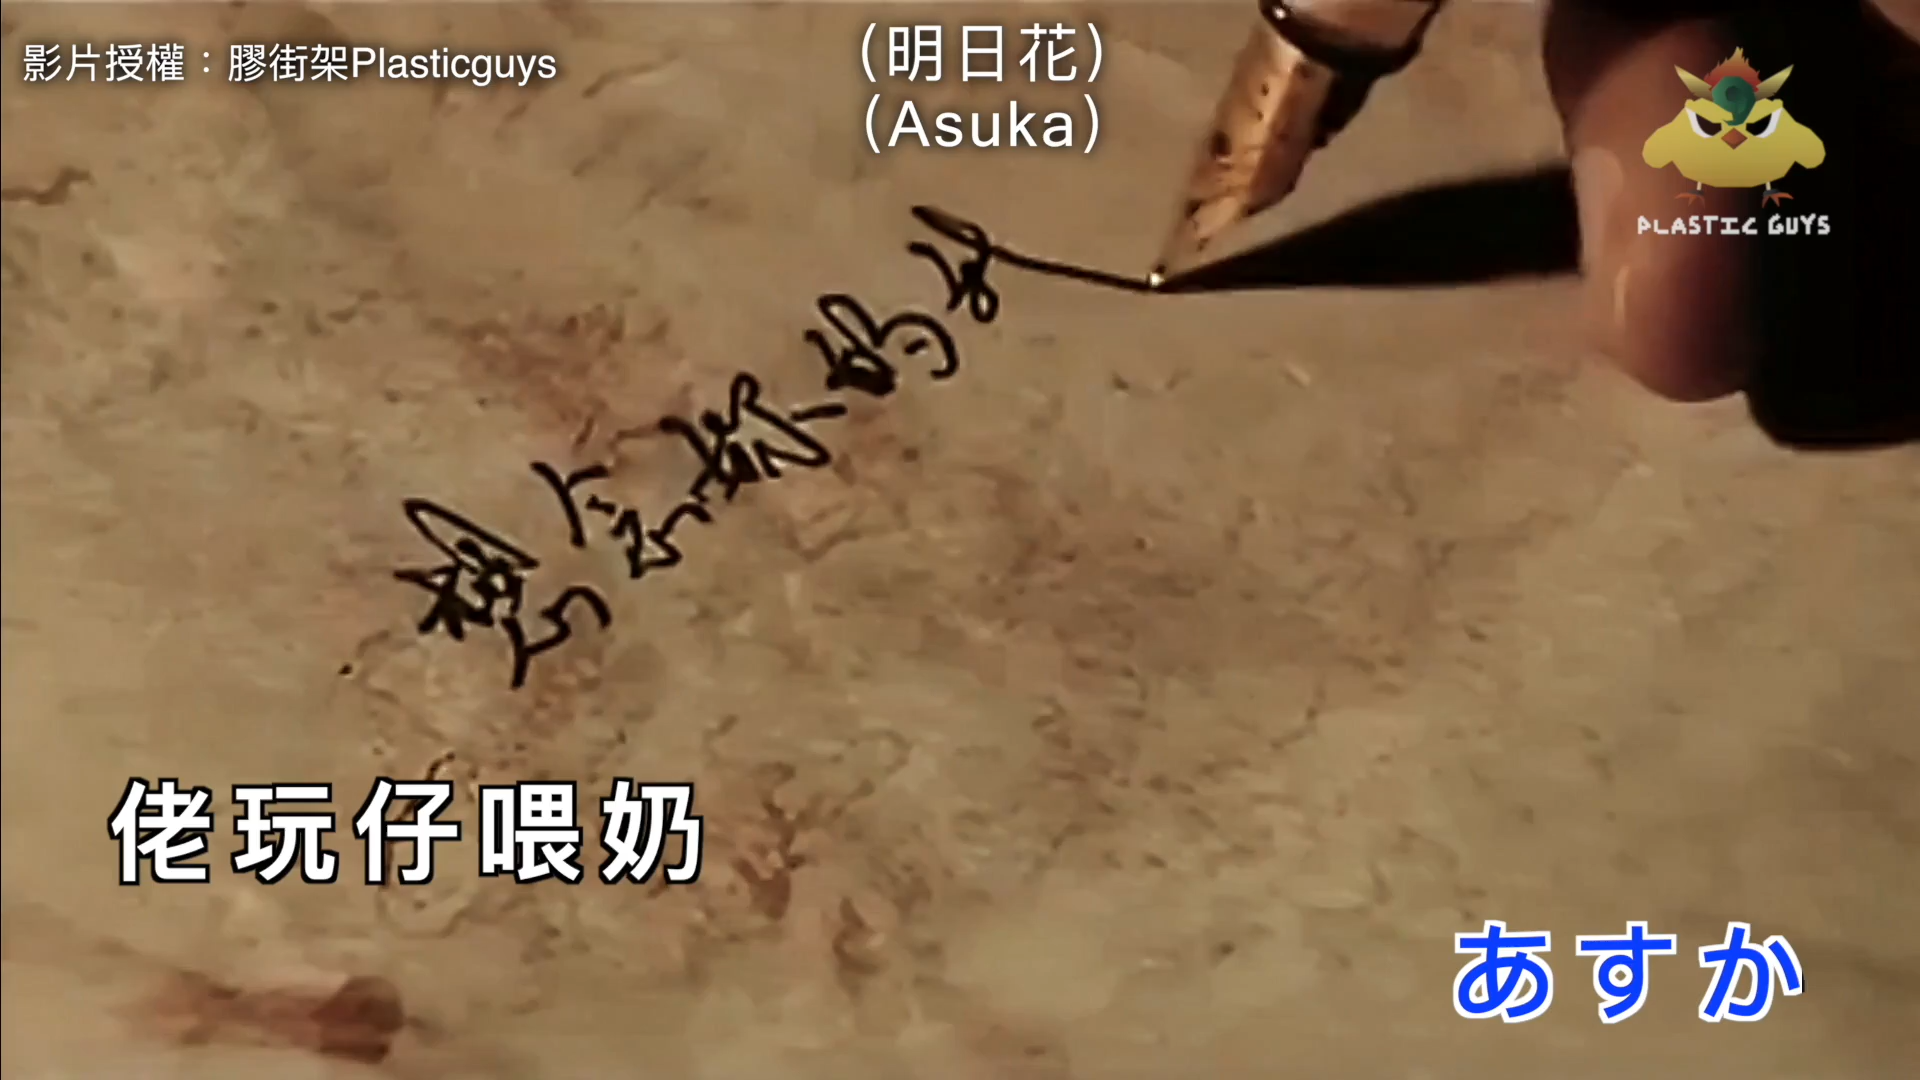 影片授權：膠街架Plasticguys
（明日花）
（Asuka）
PLASTIC GUYS
佬玩仔喂奶
あすか